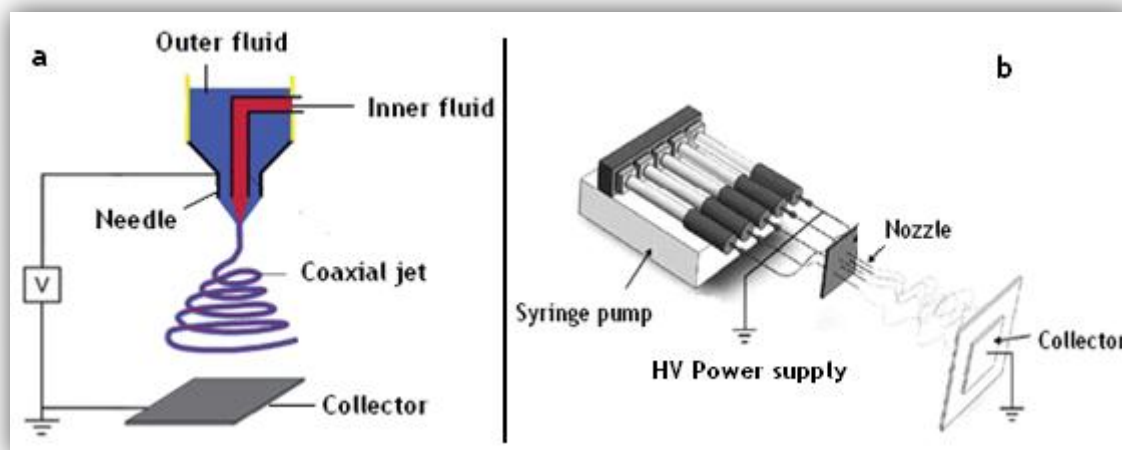 a
Outer fluid
Inner fluid
Needle
V
Coaxial jet
Collector
b
Nozzle
Syringe pump
Collector
HV Power supply